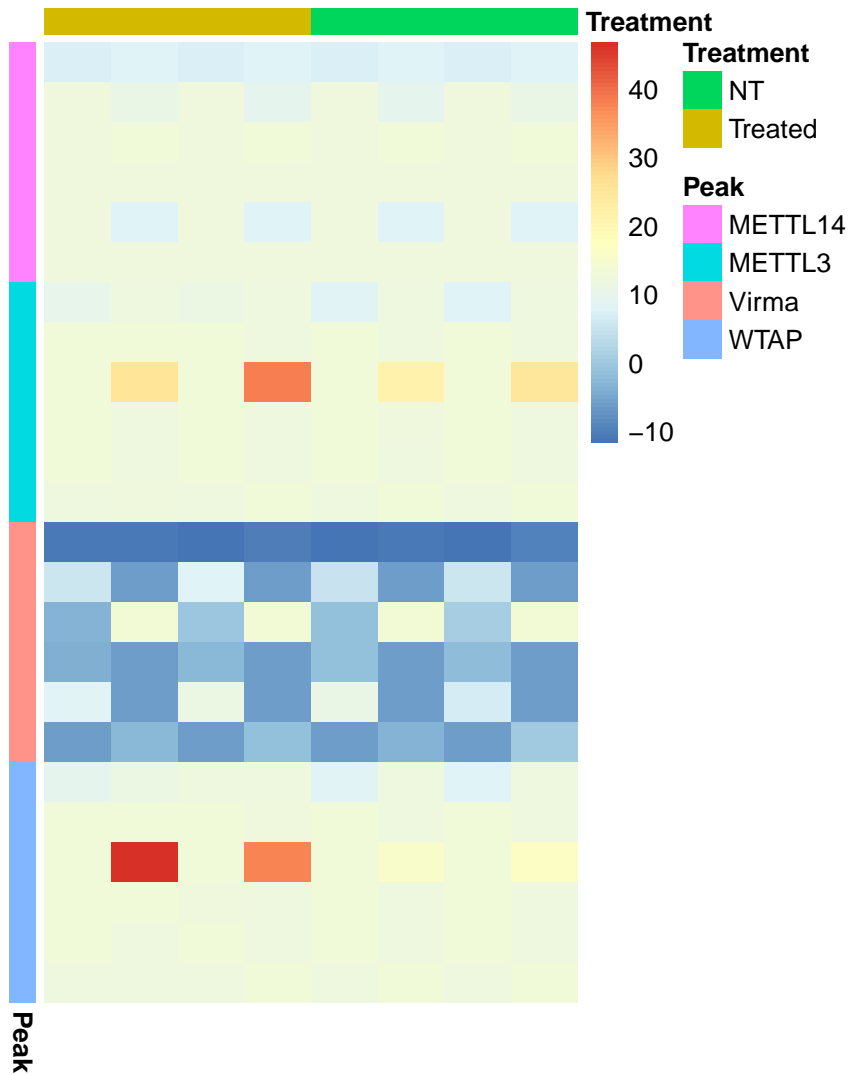 Treatment
40
30
20
10
0
−10
Treatment
NT
Treated
Peak
METTL14
METTL3
Virma
WTAP
Peak